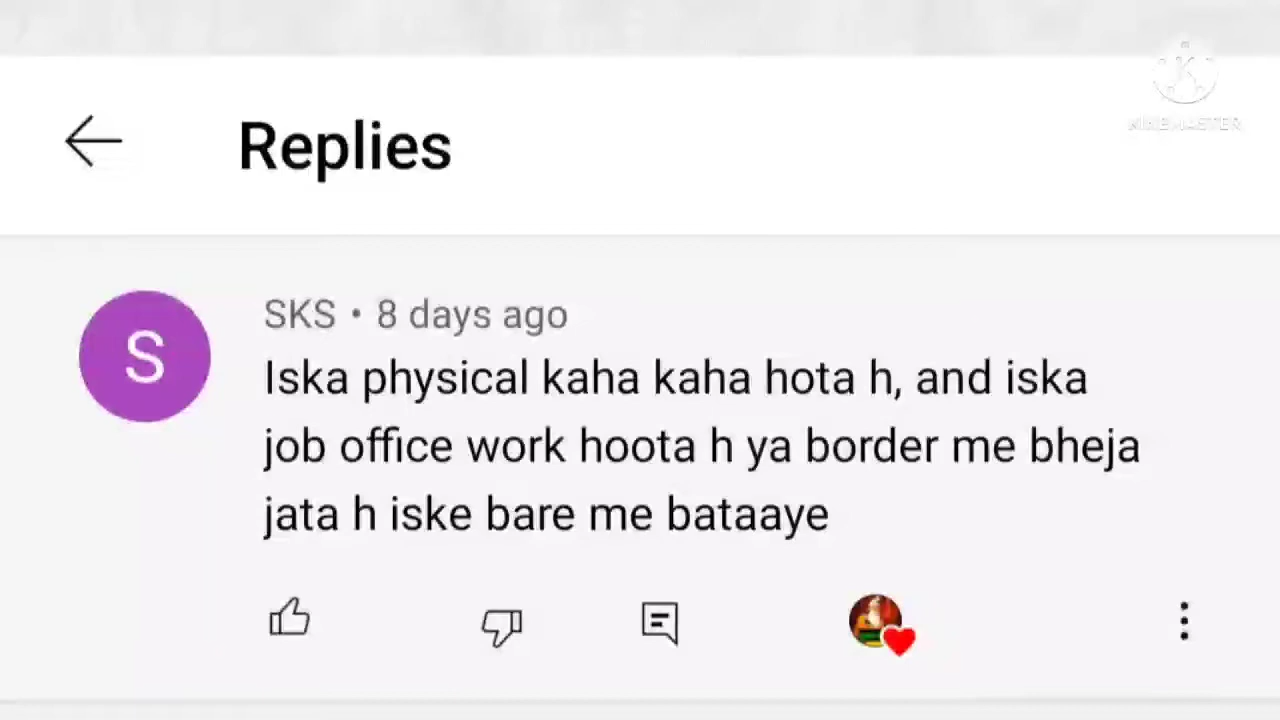 KINEMASTER
Replies
S
SKS • 8 days ago
Iska physical kaha kaha hota h, and iska
job office work hoota h ya border me bheja
jata h iske bare me bataaye